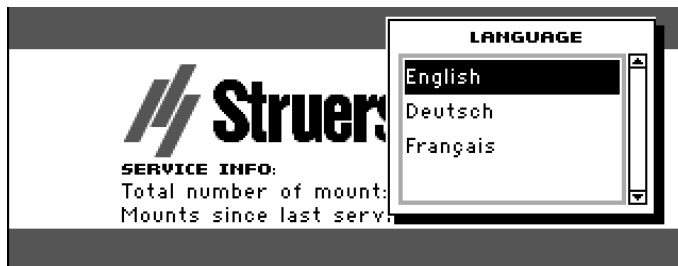 LANGUAGE
English
Deutsch
Français
Struers
SERVICE INFO:
Total number of mount
Mounts since last serv